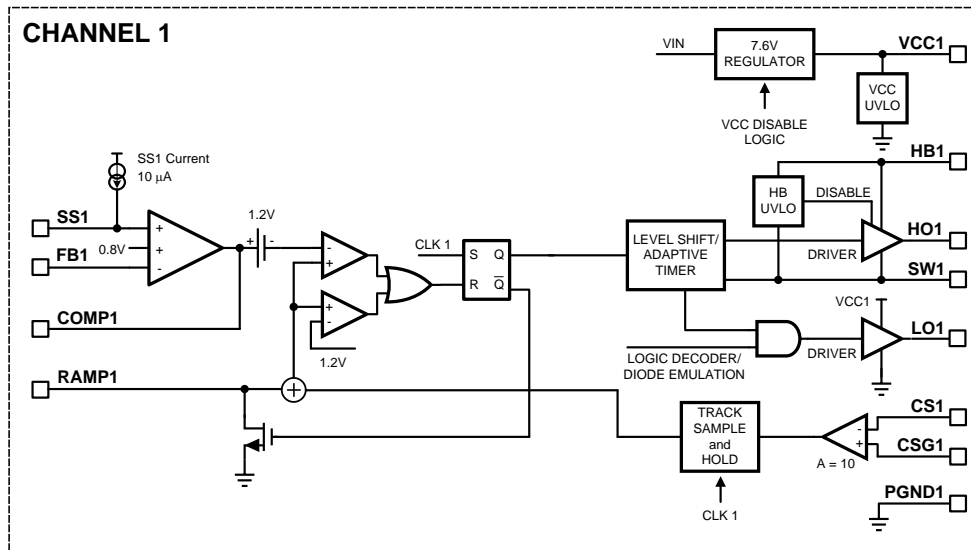 CHANNEL 1
VIN
7.6V
REGULATOR
VCC1
VCC
UVLO
VCC DISABLE
LOGIC
SS1 Current
10 μA
HB1
HB
UVLO
DISABLE
SS1
+
0.8V
+
FB1
-
1.2V
+ -
-
+
+
-
1.2V
CLK 1
S Q
R Q̅
LEVEL SHIFT/
ADAPTIVE
TIMER
DRIVER
HO1
SW1
COMP1
VCC1
LO1
DRIVER
LOGIC DECODER/
DIODE EMULATION
RAMP1
+
TRACK
SAMPLE
and
HOLD
CS1
-
+
CSG1
A = 10
CLK 1
PGND1